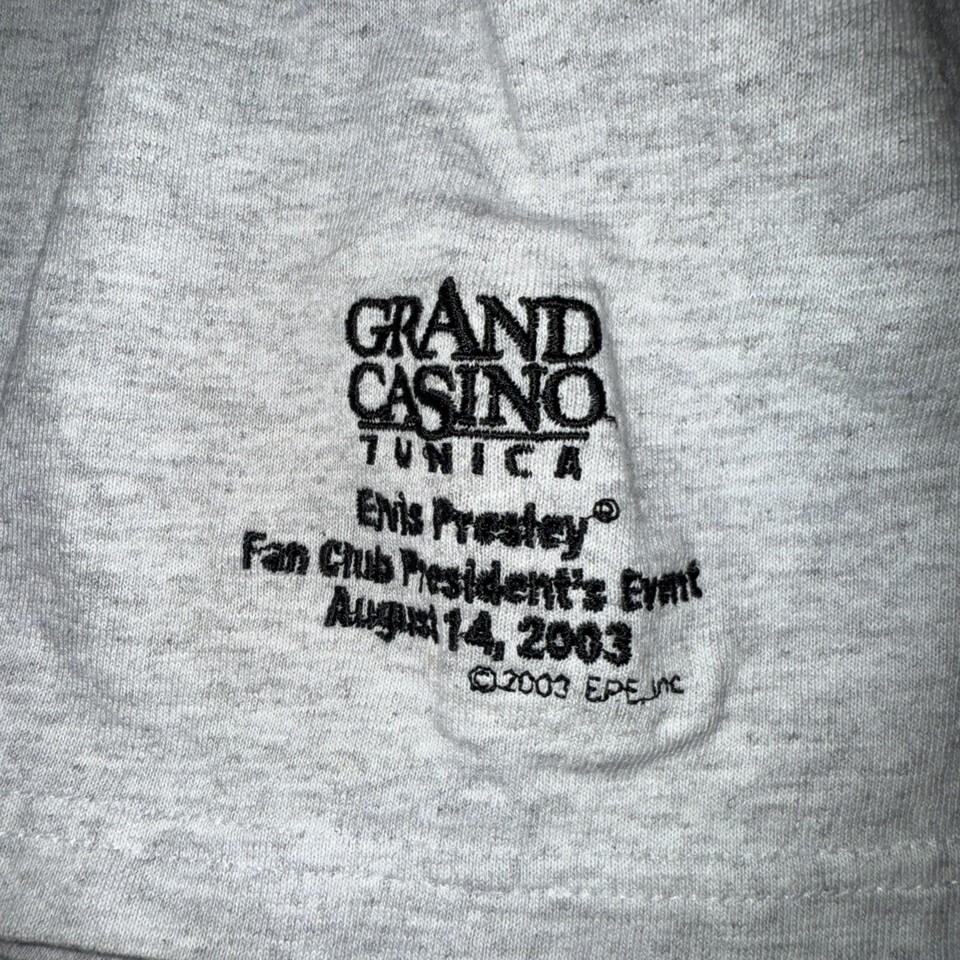 GRAND
CASINO
TUNICA
Elvis Presley®
Fan Club President's Event
August 14, 2003
©2003 EPE, Inc